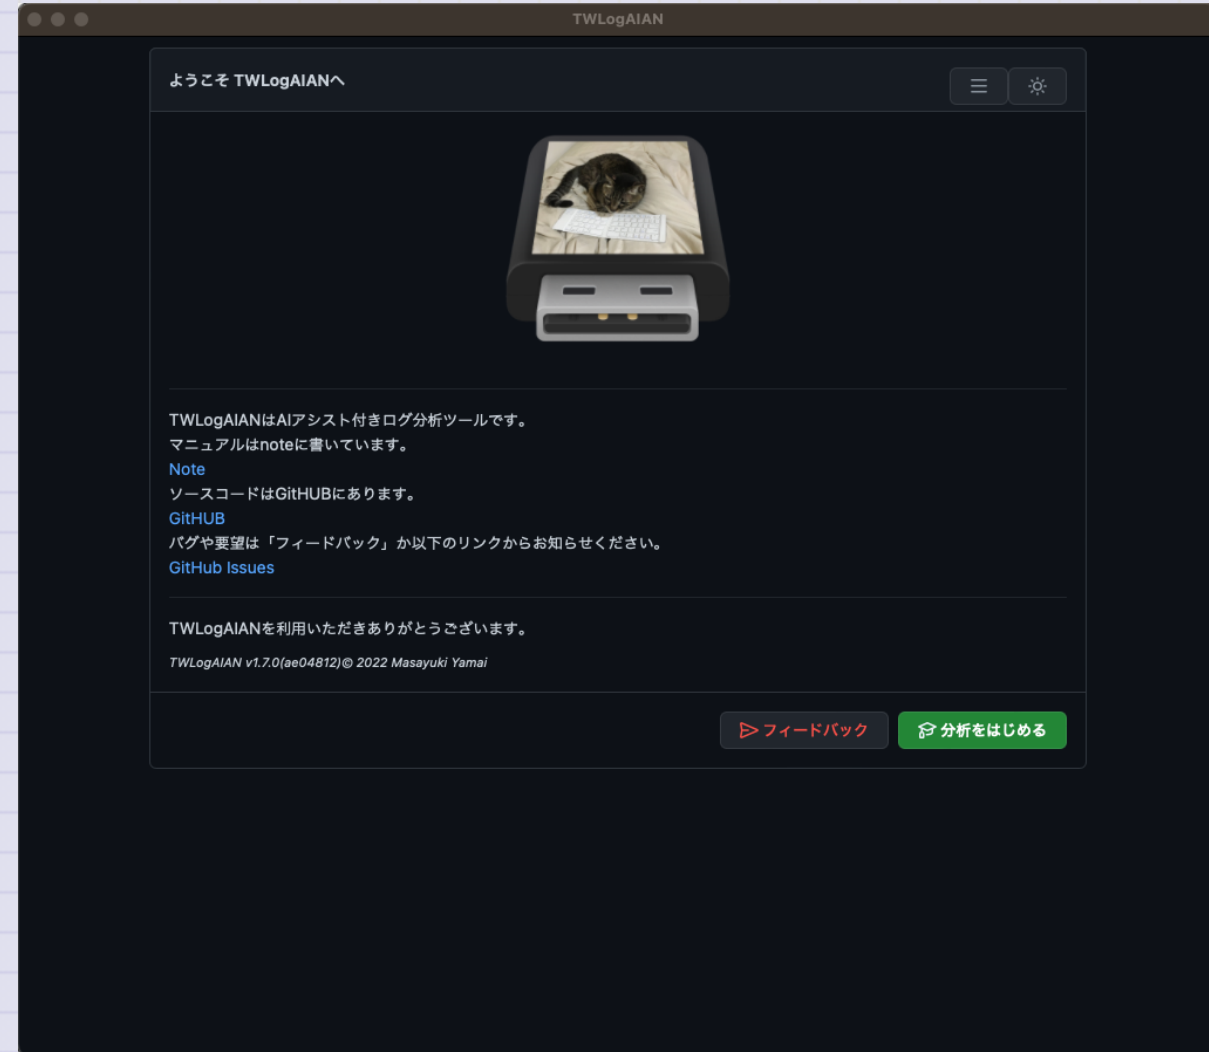 TWLogAIAN
ようこそ TWLogAIANへ
TWLogAIANはAIアシスト付きログ分析ツールです。
マニュアルはnoteに書いています。
Note
ソースコードはGitHUBにあります。
GitHUB
バグや要望は「フィードバック」か以下のリンクからお知らせください。
GitHub Issues
TWLogAIANを利用いただきありがとうございます。
TWLogAIAN v1.7.0(ae04812)© 2022 Masayuki Yamai
フィードバック
分析をはじめる